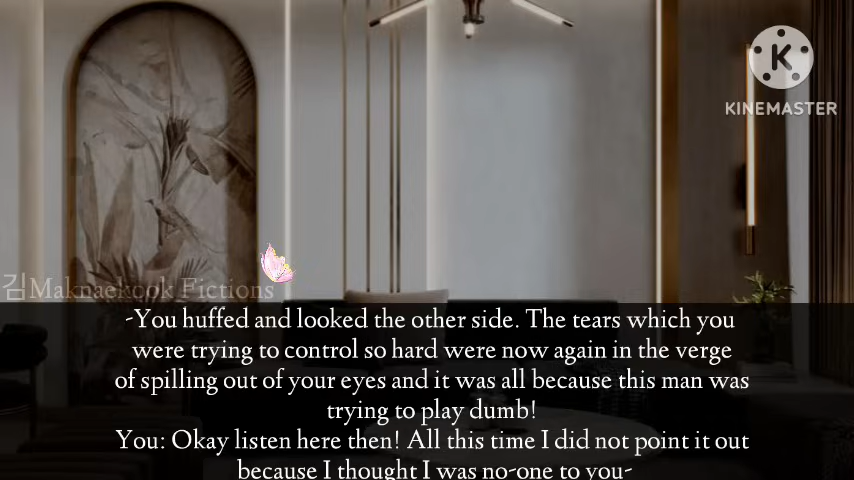 K
KINEMASTER
김Maknaekook Fictions
-You huffed and looked the other side. The tears which you
were trying to control so hard were now again in the verge
of spilling out of your eyes and it was all because this man was
trying to play dumb!
You: Okay listen here then! All this time I did not point it out
because I thought I was no-one to you-